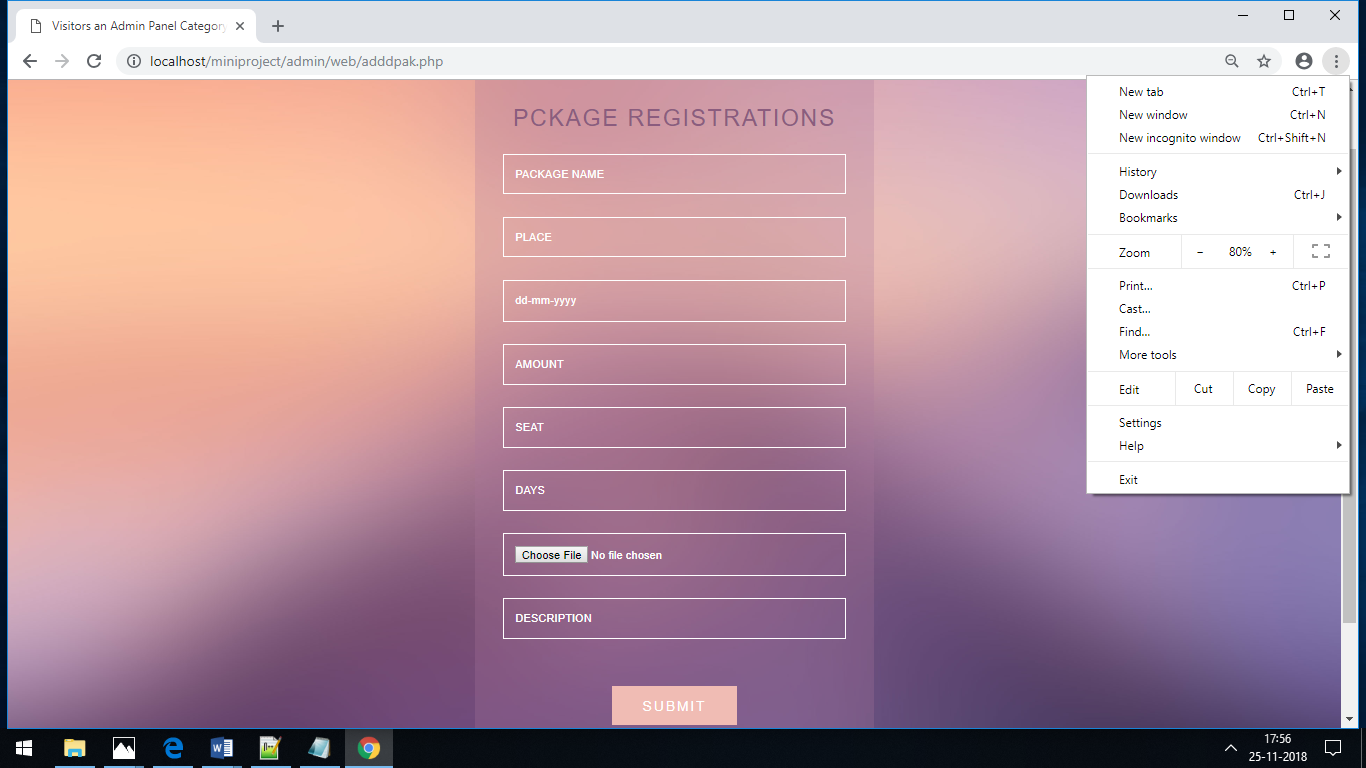 Visitors an Admin Panel Category
localhost/miniproject/admin/web/adddpak.php
PCKAGE REGISTRATIONS
PACKAGE NAME
PLACE
dd-mm-yyyy
AMOUNT
SEAT
DAYS
Choose File No file chosen
DESCRIPTION
SUBMIT
New tab Ctrl+T
New window Ctrl+N
New incognito window Ctrl+Shift+N
History
Downloads Ctrl+J
Bookmarks
Zoom − 80% +
Print... Ctrl+P
Cast...
Find... Ctrl+F
More tools
Edit Cut Copy Paste
Settings
Help
Exit
17:56
25-11-2018